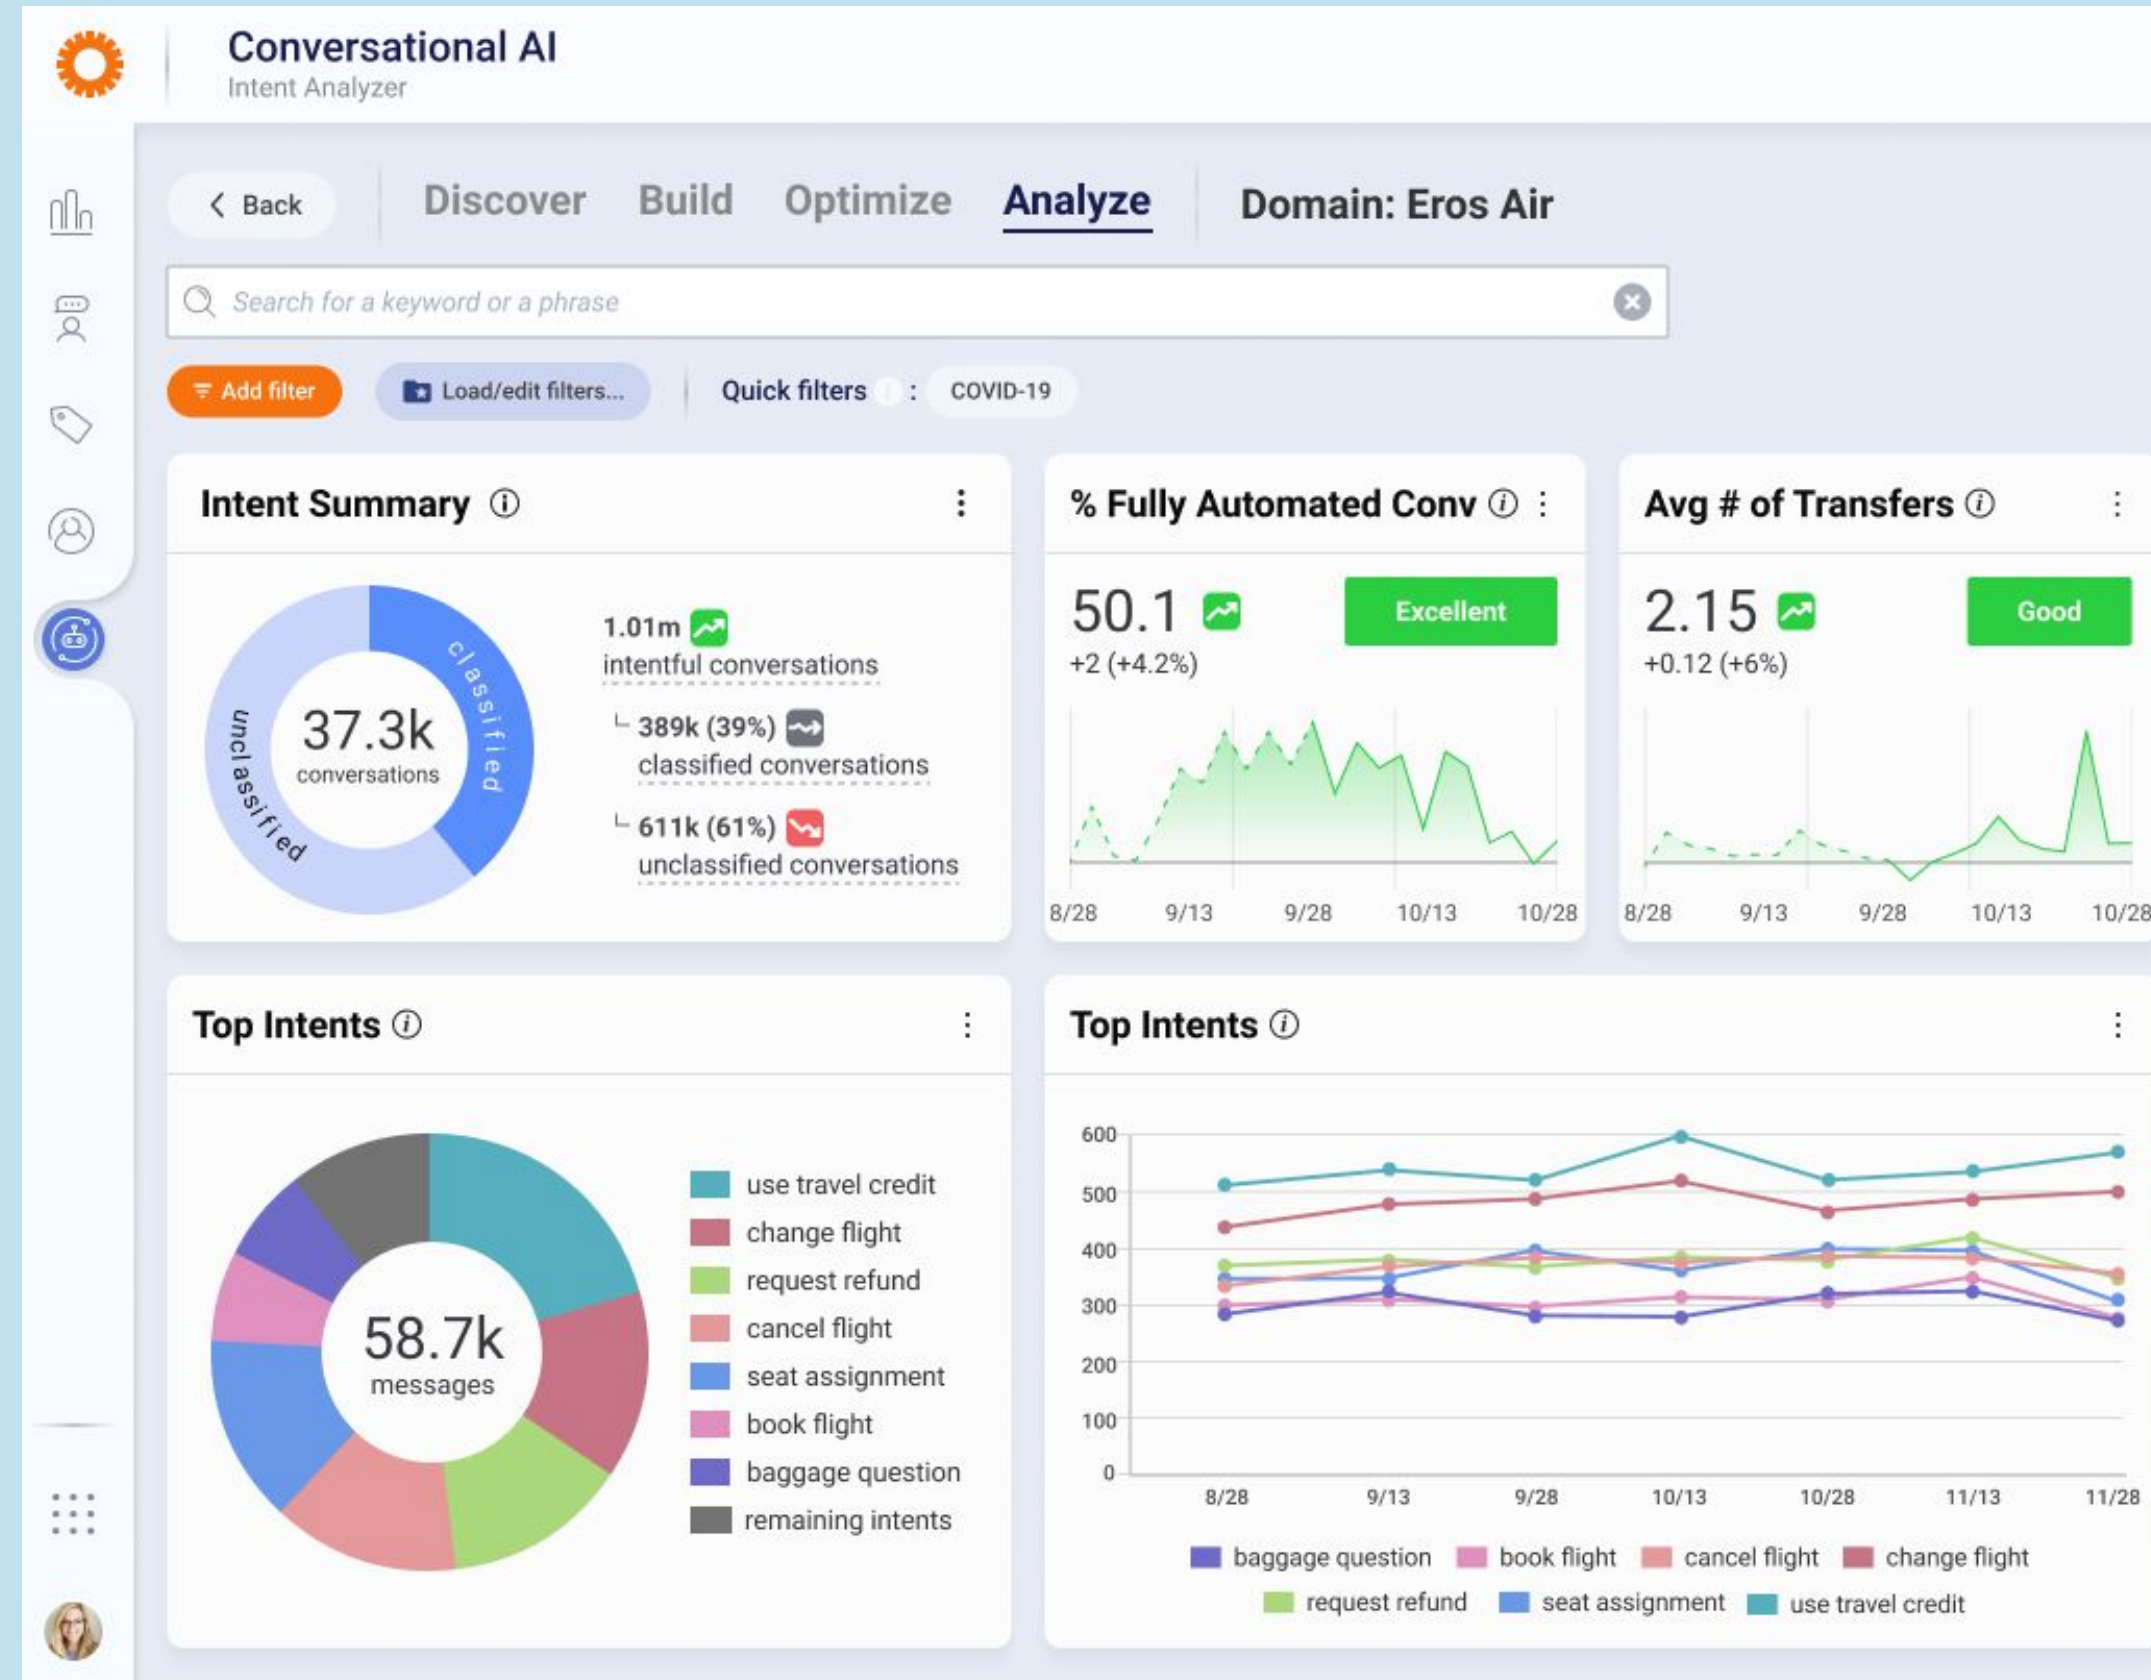 Conversational AI
Intent Analyzer
Back
Discover Build Optimize Analyze
Domain: Eros Air
Search for a keyword or a phrase
Add filter
Load/edit filters...
Quick filters i : COVID-19
Intent Summary i
classified
unclassified
37.3k
conversations
1.01m
intentful conversations
389k (39%)
classified conversations
611k (61%)
unclassified conversations
% Fully Automated Conv i
50.1
Excellent
+2 (+4.2%)
8/28 9/13 9/28 10/13 10/28
Avg # of Transfers i
2.15
Good
+0.12 (+6%)
8/28 9/13 9/28 10/13 10/28
Top Intents i
58.7k
messages
use travel credit
change flight
request refund
cancel flight
seat assignment
book flight
baggage question
remaining intents
Top Intents i
600
500
400
300
200
100
0
8/28 9/13 9/28 10/13 10/28 11/13 11/28
baggage question book flight cancel flight change flight
request refund seat assignment use travel credit